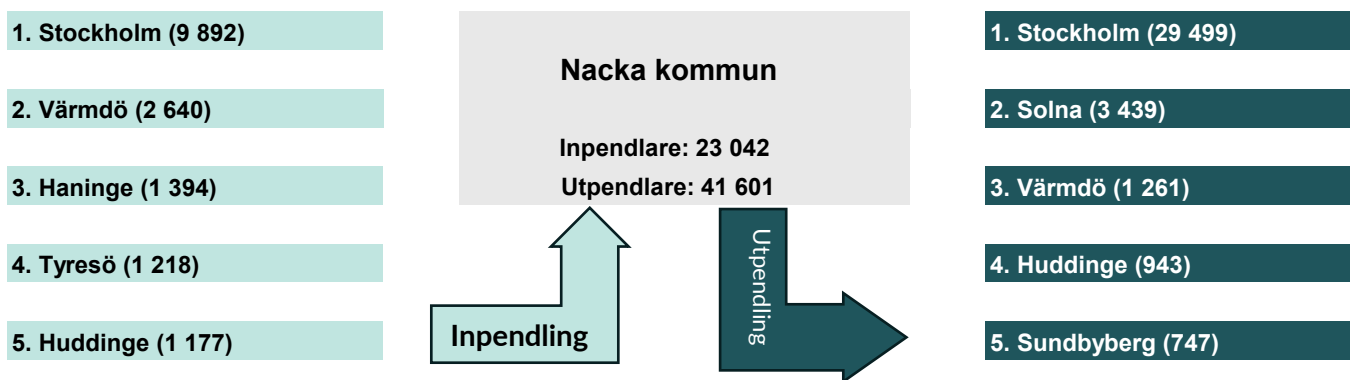 1. Stockholm (9 892)
2. Värmdö (2 640)
3. Haninge (1 394)
4. Tyresö (1 218)
5. Huddinge (1 177)
Nacka kommun
Inpendlare: 23 042
Utpendlare: 41 601
Inpendling
Utpendling
1. Stockholm (29 499)
2. Solna (3 439)
3. Värmdö (1 261)
4. Huddinge (943)
5. Sundbyberg (747)